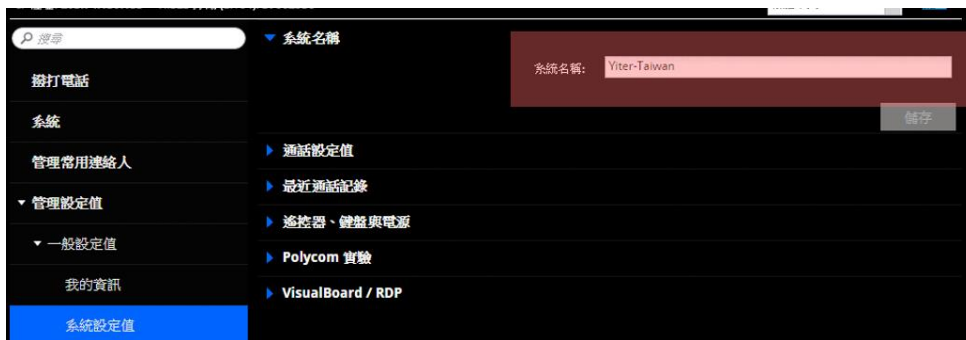 搜尋
撥打電話
系統
管理常用連絡人
管理設定值
一般設定值
我的資訊
系統設定值
系統名稱
系統名稱: Yiter-Taiwan
儲存
通話設定值
最近通話記錄
遙控器、鍵盤與電源
Polycom 實驗
VisualBoard / RDP